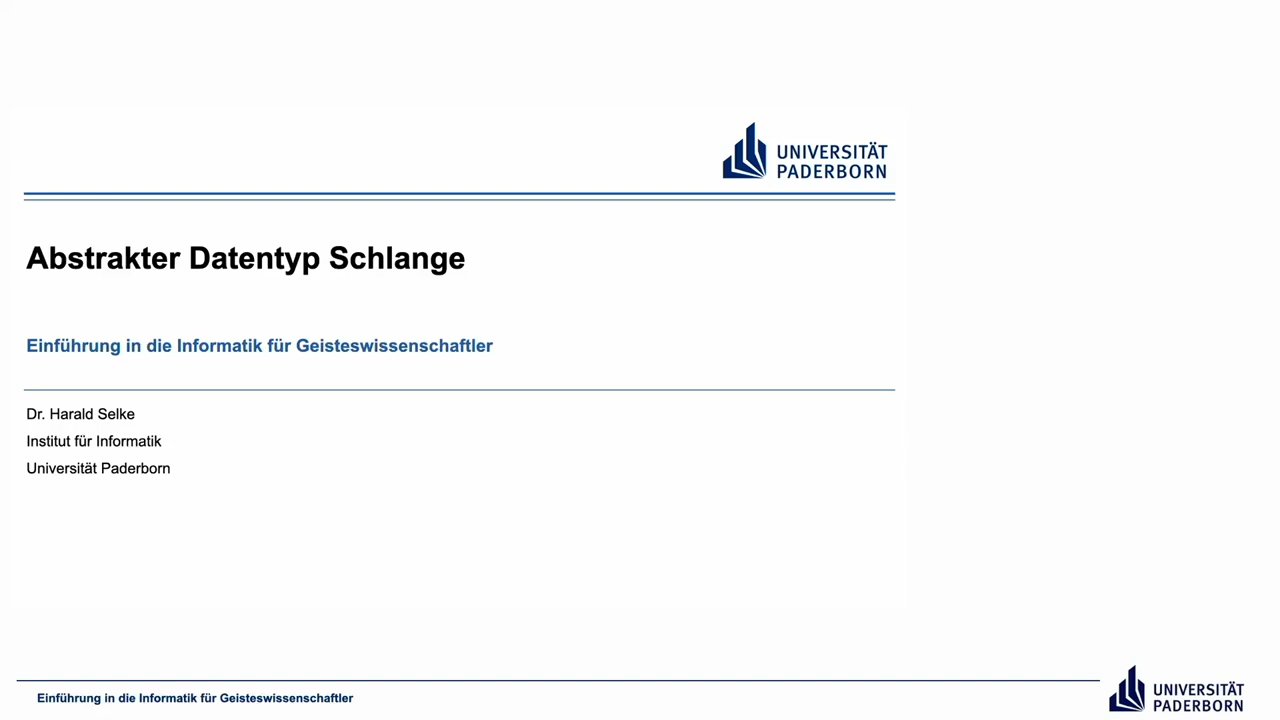 UNIVERSITÄT
PADERBORN
Abstrakter Datentyp Schlange
Einführung in die Informatik für Geisteswissenschaftler
Dr. Harald Selke
Institut für Informatik
Universität Paderborn
Einführung in die Informatik für Geisteswissenschaftler
UNIVERSITÄT
PADERBORN